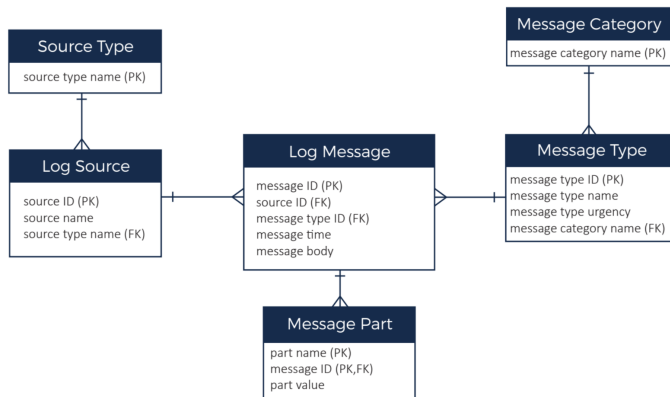 Source Type
source type name (PK)
Message Category
message category name (PK)
Log Source
source ID (PK)
source name
source type name (FK)
Log Message
message ID (PK)
source ID (FK)
message type ID (FK)
message time
message body
Message Type
message type ID (PK)
message type name
message type urgency
message category name (FK)
Message Part
part name (PK)
message ID (PK,FK)
part value